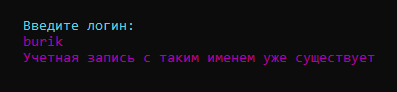 Введите логин:
burik
Учетная запись с таким именем уже существует